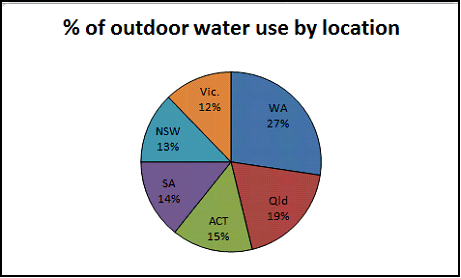 % of outdoor water use by location
WA
27%
Qld
19%
ACT
15%
SA
14%
NSW
13%
Vic.
12%